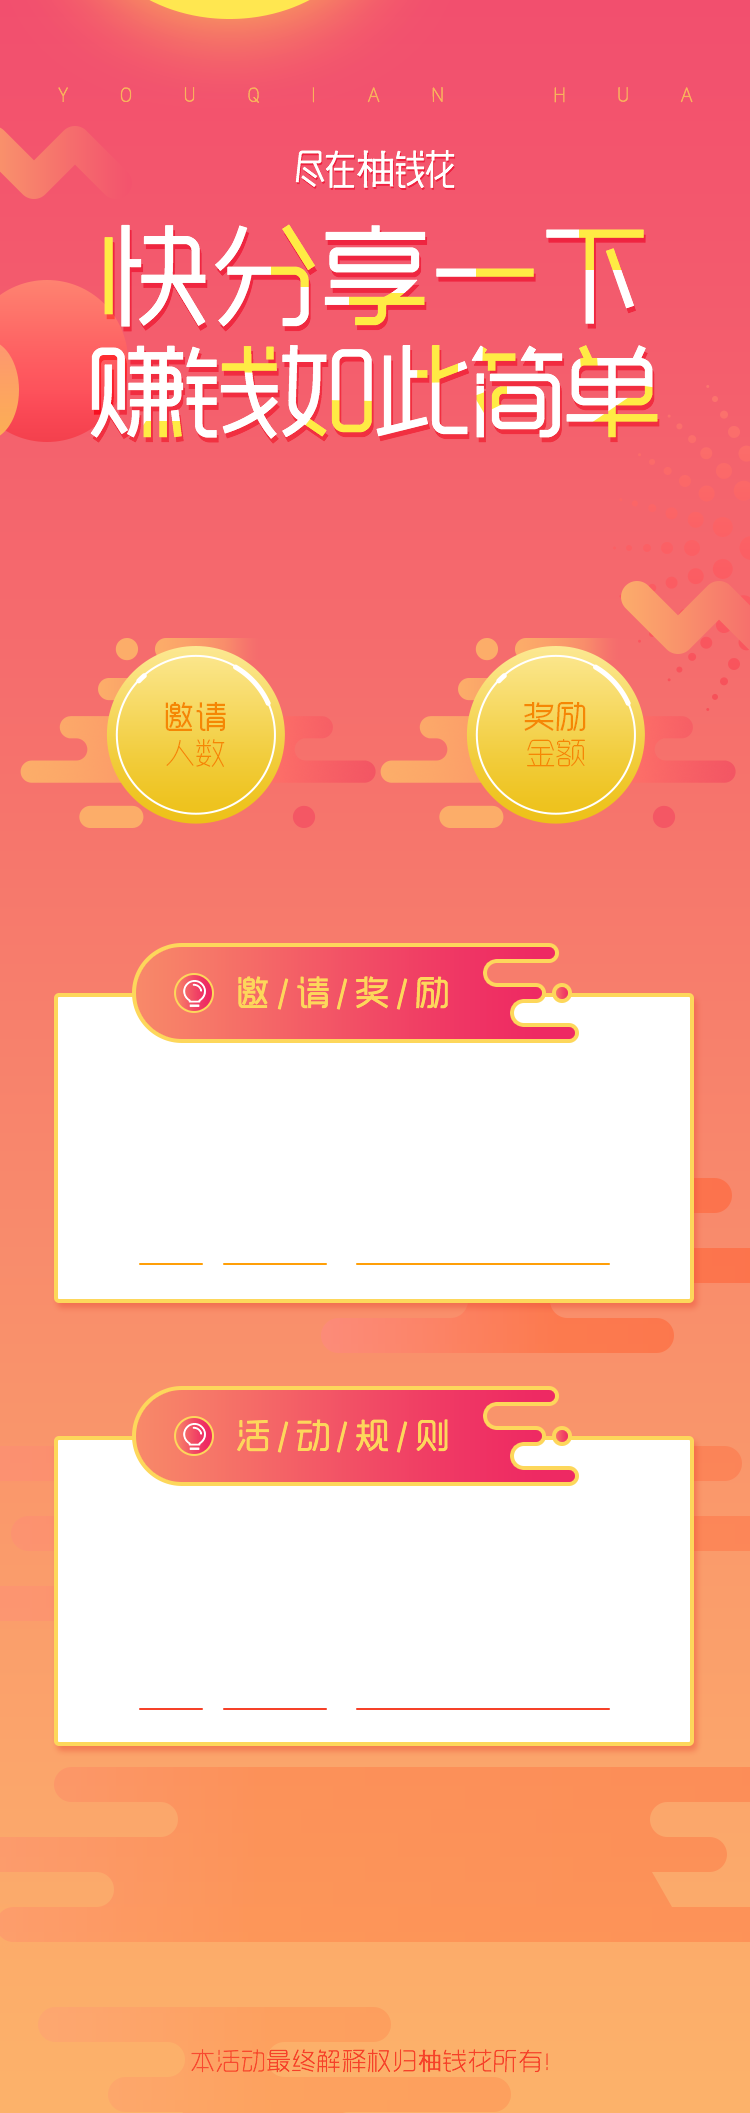 YOUQIAN HUA
尽在柚钱花
快分享一下
赚钱如此简单
邀请
人数
奖励
金额
邀/请/奖/励
活/动/规/则
本活动最终解释权归柚钱花所有!